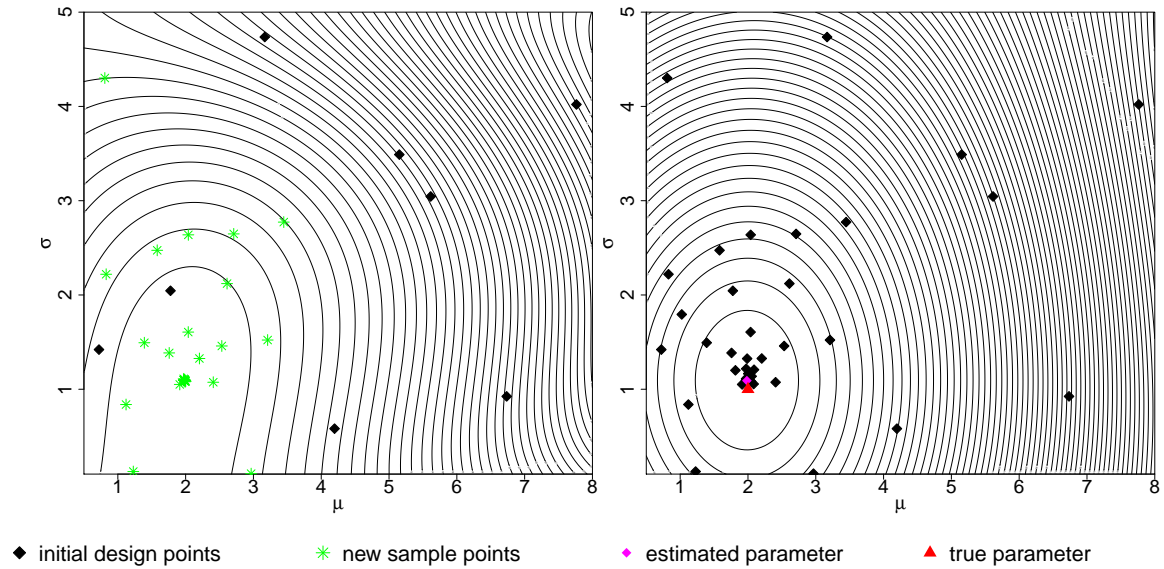 5
4
3
2
1
σ
1 2 3 4 5 6 7 8
μ
5
4
3
2
1
σ
1 2 3 4 5 6 7 8
μ
initial design points
new sample points
estimated parameter
true parameter